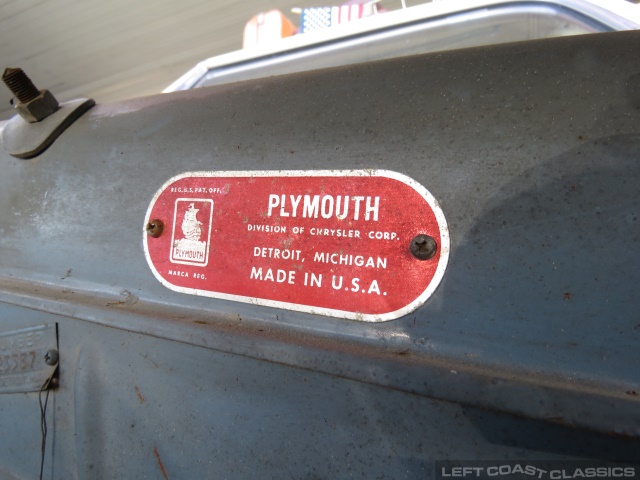 REG. U.S. PAT. OFF.
PLYMOUTH
DIVISION OF CHRYSLER CORP.
PLYMOUTH
DETROIT, MICHIGAN
MARCA REG.
MADE IN U.S.A.
LEFT COAST CLASSICS